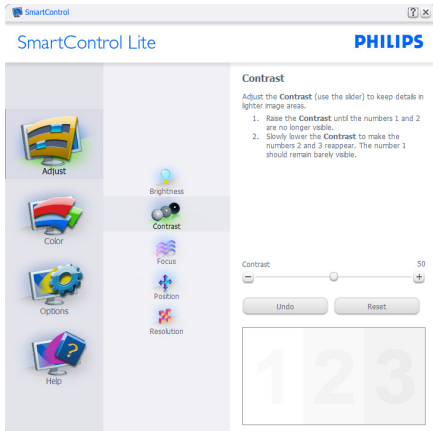 SmartControl
?
SmartControl Lite
PHILIPS
Contrast
Adjust the Contrast (use the slider) to keep details in
lighter image areas.
1. Raise the Contrast until the numbers 1 and 2
are no longer visible.
2. Slowly lower the Contrast to make the
numbers 2 and 3 reappear. The number 1
should remain barely visible.
Adjust
Color
Options
Help
Brightness
Contrast
Focus
Position
Resolution
Contrast 50
Undo Reset
1 2 3